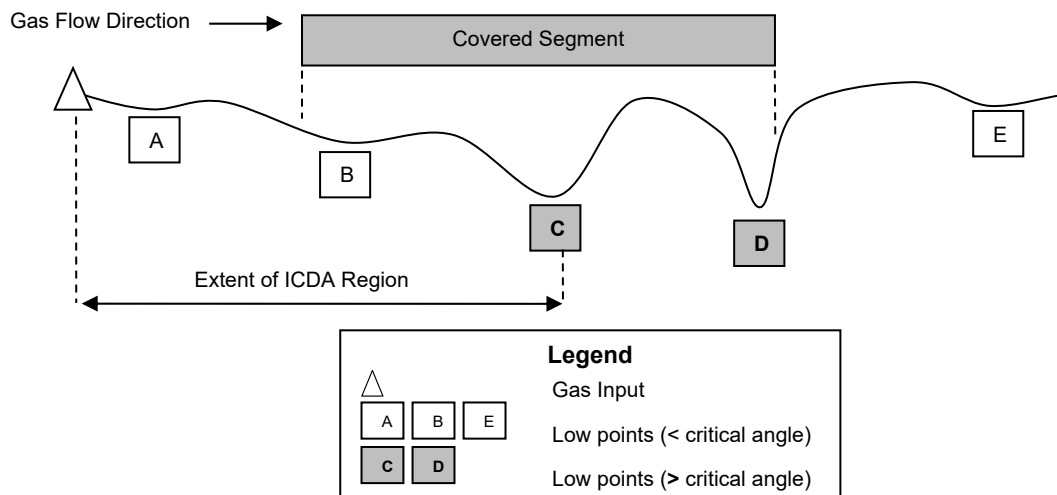 Gas Flow Direction
Covered Segment
A
B
C
D
E
Extent of ICDA Region
Legend
Gas Input
A B E
Low points (< critical angle)
C D
Low points (> critical angle)